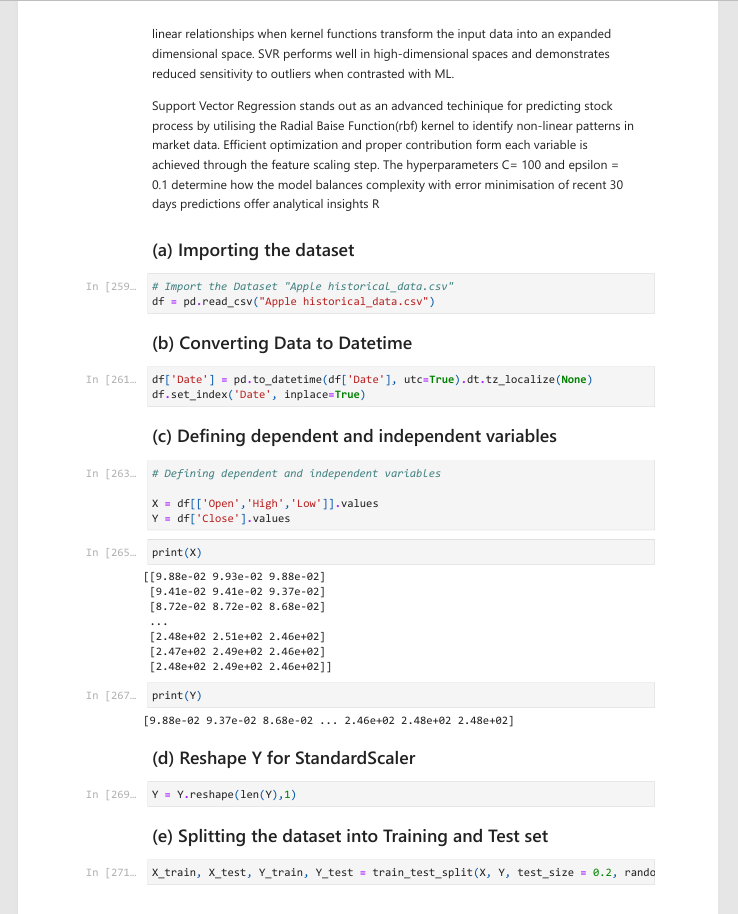 linear relationships when kernel functions transform the input data into an expanded
dimensional space. SVR performs well in high-dimensional spaces and demonstrates
reduced sensitivity to outliers when contrasted with ML.
Support Vector Regression stands out as an advanced techinique for predicting stock
process by utilising the Radial Baise Function(rbf) kernel to identify non-linear patterns in
market data. Efficient optimization and proper contribution form each variable is
achieved through the feature scaling step. The hyperparameters C= 100 and epsilon =
0.1 determine how the model balances complexity with error minimisation of recent 30
days predictions offer analytical insights R
(a) Importing the dataset
In [259… # Import the Dataset "Apple historical_data.csv"
df = pd.read_csv("Apple historical_data.csv")
(b) Converting Data to Datetime
In [261… df['Date'] = pd.to_datetime(df['Date'], utc=True).dt.tz_localize(None)
df.set_index('Date', inplace=True)
(c) Defining dependent and independent variables
In [263… # Defining dependent and independent variables
X = df[['Open','High','Low']].values
Y = df['Close'].values
In [265… print(X)
[[9.88e-02 9.93e-02 9.88e-02]
[9.41e-02 9.41e-02 9.37e-02]
[8.72e-02 8.72e-02 8.68e-02]
...
[2.48e+02 2.51e+02 2.46e+02]
[2.47e+02 2.49e+02 2.46e+02]
[2.48e+02 2.49e+02 2.46e+02]]
In [267… print(Y)
[9.88e-02 9.37e-02 8.68e-02 ... 2.46e+02 2.48e+02 2.48e+02]
(d) Reshape Y for StandardScaler
In [269… Y = Y.reshape(len(Y),1)
(e) Splitting the dataset into Training and Test set
In [271… X_train, X_test, Y_train, Y_test = train_test_split(X, Y, test_size = 0.2, rando